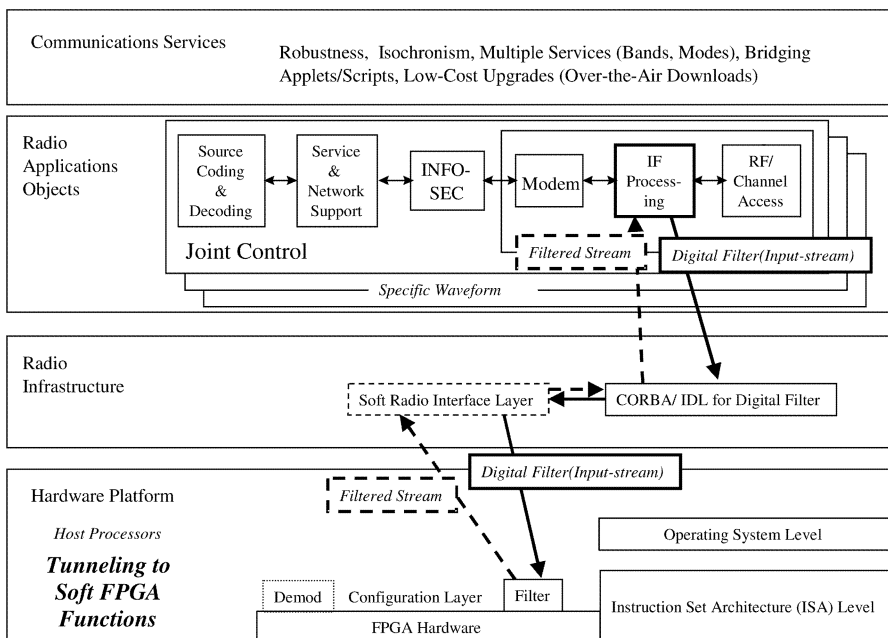 Communications Services
Robustness, Isochronism, Multiple Services (Bands, Modes), Bridging
Applets/Scripts, Low-Cost Upgrades (Over-the-Air Downloads)
Radio
Applications
Objects
Source
Coding
&
Decoding
Service
&
Network
Support
INFO-
SEC
Modem
IF
Process-
ing
RF/
Channel
Access
Joint Control
Filtered Stream
Digital Filter(Input-stream)
Specific Waveform
Radio
Infrastructure
Soft Radio Interface Layer
CORBA/ IDL for Digital Filter
Digital Filter(Input-stream)
Hardware Platform
Filtered Stream
Host Processors
Operating System Level
Tunneling to
Soft FPGA
Functions
Demod
Configuration Layer
Filter
Instruction Set Architecture (ISA) Level
FPGA Hardware